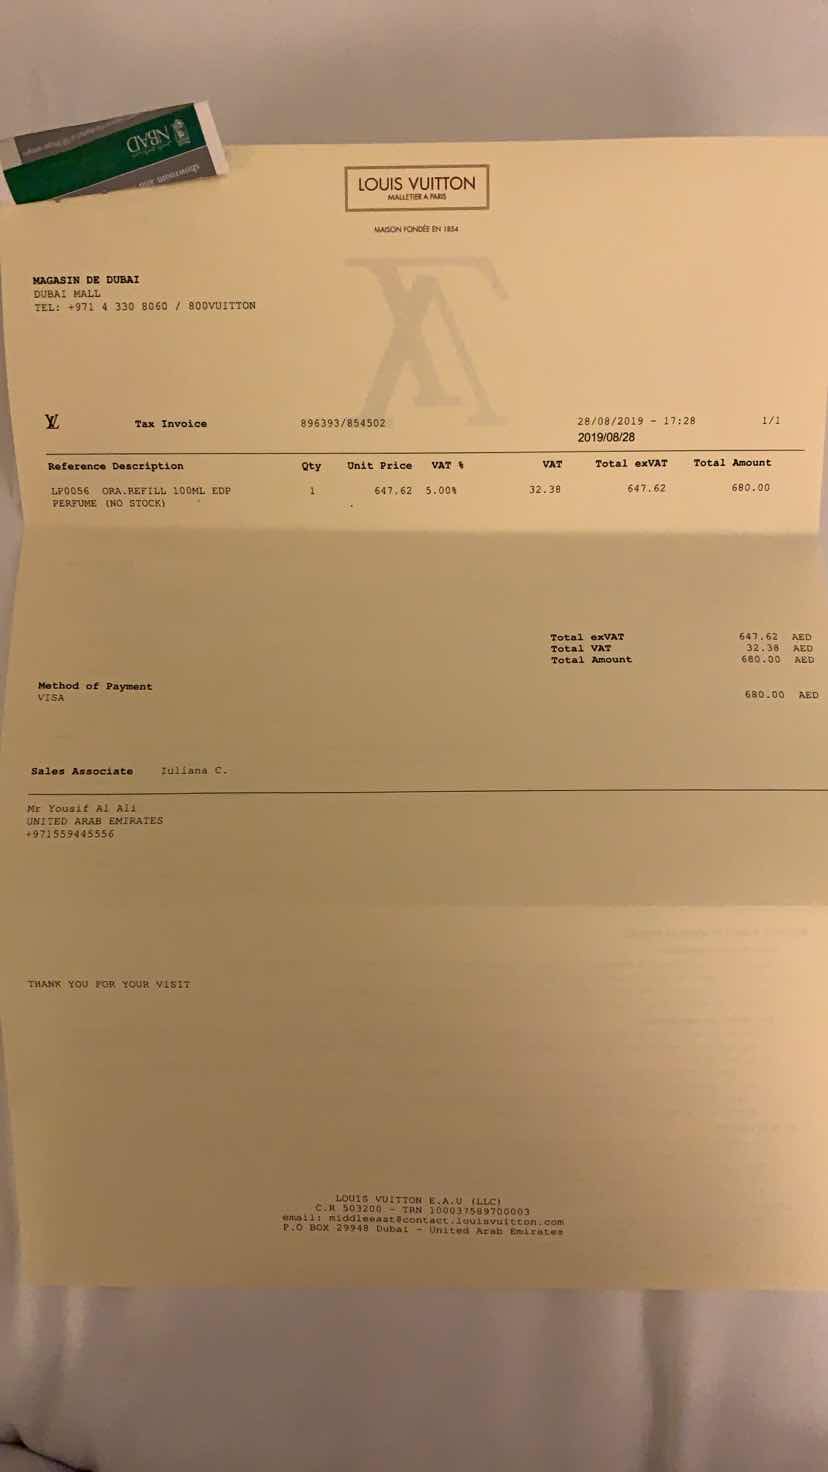 NBAD
showroom
LOUIS VUITTON
MALLETIER A PARIS
MAISON FONDÉE EN 1854
MAGASIN DE DUBAI
DUBAI MALL
TEL: +971 4 330 8060 / 800VUITTON
LV Tax Invoice 896393/854502 28/08/2019 - 17:28 1/1
2019/08/28
Reference Description Qty Unit Price VAT % VAT Total exVAT Total Amount
LP0056 ORA.REFILL 100ML EDP 1 647.62 5.00% 32.38 647.62 680.00
PERFUME (NO STOCK)
Total exVAT 647.62 AED
Total VAT 32.38 AED
Total Amount 680.00 AED
Method of Payment
VISA 680.00 AED
Sales Associate Iuliana C.
Mr Yousif Al Ali
UNITED ARAB EMIRATES
+971559445556
THANK YOU FOR YOUR VISIT
LOUIS VUITTON E.A.U (LLC)
C.R 503200 - TRN 100037589700003
email: middleeast@contact.louisvuitton.com
P.O BOX 29948 Dubai - United Arab Emirates